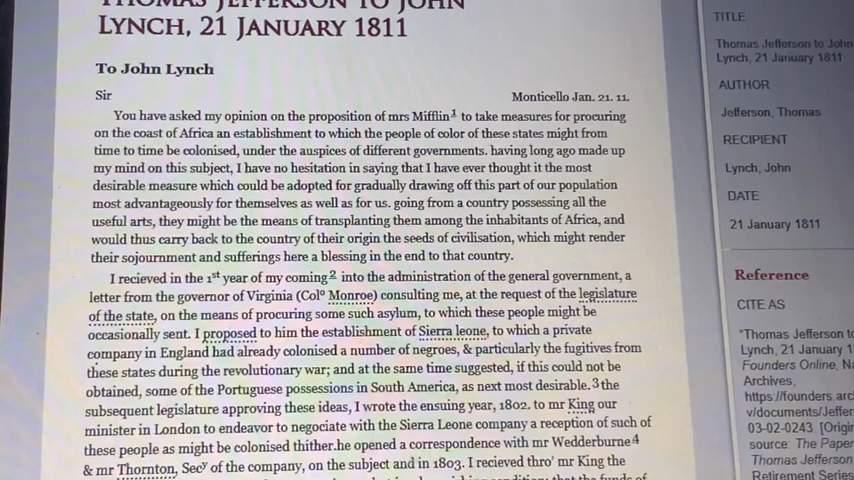 THOMAS JEFFERSON TO JOHN
LYNCH, 21 JANUARY 1811
To John Lynch
Sir
Monticello Jan. 21. 11.
You have asked my opinion on the proposition of mrs Mifflin1 to take measures for procuring
on the coast of Africa an establishment to which the people of color of these states might from
time to time be colonised, under the auspices of different governments. having long ago made up
my mind on this subject, I have no hesitation in saying that I have ever thought it the most
desirable measure which could be adopted for gradually drawing off this part of our population
most advantageously for themselves as well as for us. going from a country possessing all the
useful arts, they might be the means of transplanting them among the inhabitants of Africa, and
would thus carry back to the country of their origin the seeds of civilisation, which might render
their sojournment and sufferings here a blessing in the end to that country.
I recieved in the 1st year of my coming2 into the administration of the general government, a
letter from the governor of Virginia (Colo Monroe) consulting me, at the request of the legislature
of the state, on the means of procuring some such asylum, to which these people might be
occasionally sent. I proposed to him the establishment of Sierra leone, to which a private
company in England had already colonised a number of negroes, & particularly the fugitives from
these states during the revolutionary war; and at the same time suggested, if this could not be
obtained, some of the Portuguese possessions in South America, as next most desirable.3 the
subsequent legislature approving these ideas, I wrote the ensuing year, 1802. to mr King our
minister in London to endeavor to negociate with the Sierra Leone company a reception of such of
these people as might be colonised thither.he opened a correspondence with mr Wedderburne4
& mr Thornton, Secy of the company, on the subject and in 1803. I recieved thro' mr King the
that the funds of
TITLE
Thomas Jefferson to John
Lynch, 21 January 1811
AUTHOR
Jefferson, Thomas
RECIPIENT
Lynch, John
DATE
21 January 1811
Reference
CITE AS
"Thomas Jefferson to
Lynch, 21 January 1
Founders Online, Na
Archives,
https://founders.arc
v/documents/Jeffer
03-02-0243. [Origin
source: The Paper
Thomas Jefferson
Retirement Series